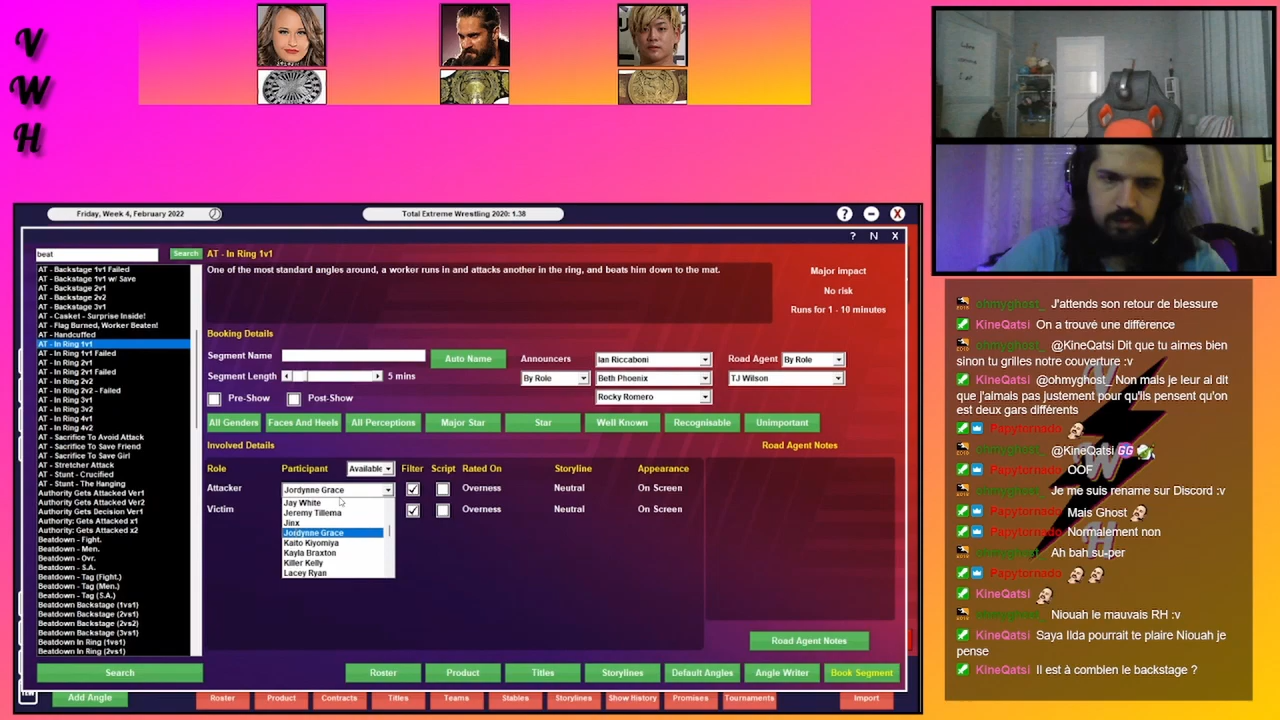 V
W
H
Friday, Week 4, February 2022
Total Extreme Wrestling 2020: 1.38
?
X
? N X
beat
Search
AT - Backstage 1v1 Failed
AT - Backstage 1v1 w/ Save
AT - Backstage 2v1
AT - Backstage 2v2
AT - Backstage 3v1
AT - Casket - Surprise Inside!
AT - Flag Burned, Worker Beaten!
AT - Handcuffed
AT - In Ring 1v1
AT - In Ring 1v1 Failed
AT - In Ring 2v1
AT - In Ring 2v1 Failed
AT - In Ring 2v2
AT - In Ring 2v2 - Failed
AT - In Ring 3v1
AT - In Ring 3v2
AT - In Ring 4v1
AT - In Ring 4v2
AT - Sacrifice To Avoid Attack
AT - Sacrifice To Save Friend
AT - Sacrifice To Save Girl
AT - Stretcher Attack
AT - Stunt - Crucified
AT - Stunt - The Hanging
Authority Gets Attacked Ver1
Authority Gets Attacked Ver2
Authority Gets Decision Ver1
Authority: Gets Attacked x1
Authority: Gets Attacked x2
Beatdown - Fight.
Beatdown - Men.
Beatdown - Ovr.
Beatdown - S.A.
Beatdown - Tag (Fight.)
Beatdown - Tag (Men.)
Beatdown - Tag (S.A.)
Beatdown Backstage (1vs1)
Beatdown Backstage (2vs1)
Beatdown Backstage (2vs2)
Beatdown Backstage (3vs1)
Beatdown In Ring (1vs1)
Beatdown In Ring (2vs1)
Search
AT - In Ring 1v1
One of the most standard angles around, a worker runs in and attacks another in the ring, and beats him down to the mat.
Major impact
No risk
Runs for 1 - 10 minutes
Booking Details
Segment Name
Auto Name
Announcers
Ian Riccaboni
Road Agent
By Role
Segment Length
5 mins
By Role
Beth Phoenix
TJ Wilson
Pre-Show
Post-Show
Rocky Romero
All Genders
Faces And Heels
All Perceptions
Major Star
Star
Well Known
Recognisable
Unimportant
Involved Details
Road Agent Notes
Role
Participant
Available
Filter
Script
Rated On
Storyline
Appearance
Attacker
Jordynne Grace
Overness
Neutral
On Screen
Victim
Overness
Neutral
On Screen
Jay White
Jeremy Tillema
Jinx
Jordynne Grace
Kaito Kiyomiya
Kayla Braxton
Killer Kelly
Lacey Ryan
Road Agent Notes
Roster
Product
Titles
Storylines
Default Angles
Angle Writer
Book Segment
Add Angle
Roster
Product
Contracts
Titles
Teams
Stables
Storylines
Show History
Promises
Tournaments
Import
ohmyghost_ J'attends son retour de blessure
KineQatsi On a trouvé une différence
ohmyghost_ @KineQatsi Dit que tu aimes bien
sinon tu grilles notre couverture :v
KineQatsi @ohmyghost_ Non mais je leur ai dit
que j'aimais pas justement pour qu'ils pensent qu'on
est deux gars différents
Papytornado
ohmyghost_ @KineQatsi GG
Papytornado OOF
ohmyghost_ Je me suis rename sur Discord :v
Papytornado Mais Ghost
Papytornado Normalement non
ohmyghost_ Ah bah su-per
Papytornado
KineQatsi
ohmyghost_ Niouah le mauvais RH :v
KineQatsi Saya Ilda pourrait te plaire Niouah je
pense
KineQatsi Il est à combien le backstage ?